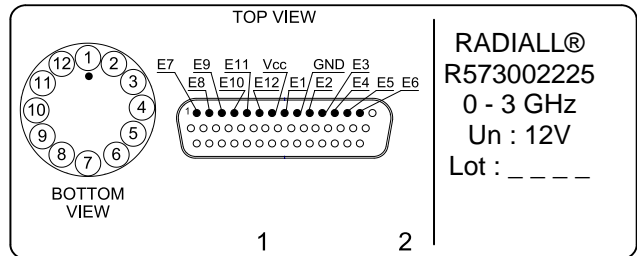 TOP VIEW
12 1 2
11 3
10 4
9 5
8 7 6
BOTTOM
VIEW
E7 E9 E11 Vcc GND E3
E8 E10 E12 E1 E2 E4 E5 E6
1
1 2
RADIALL®
R573002225
0 - 3 GHz
Un : 12V
Lot : _ _ _ _